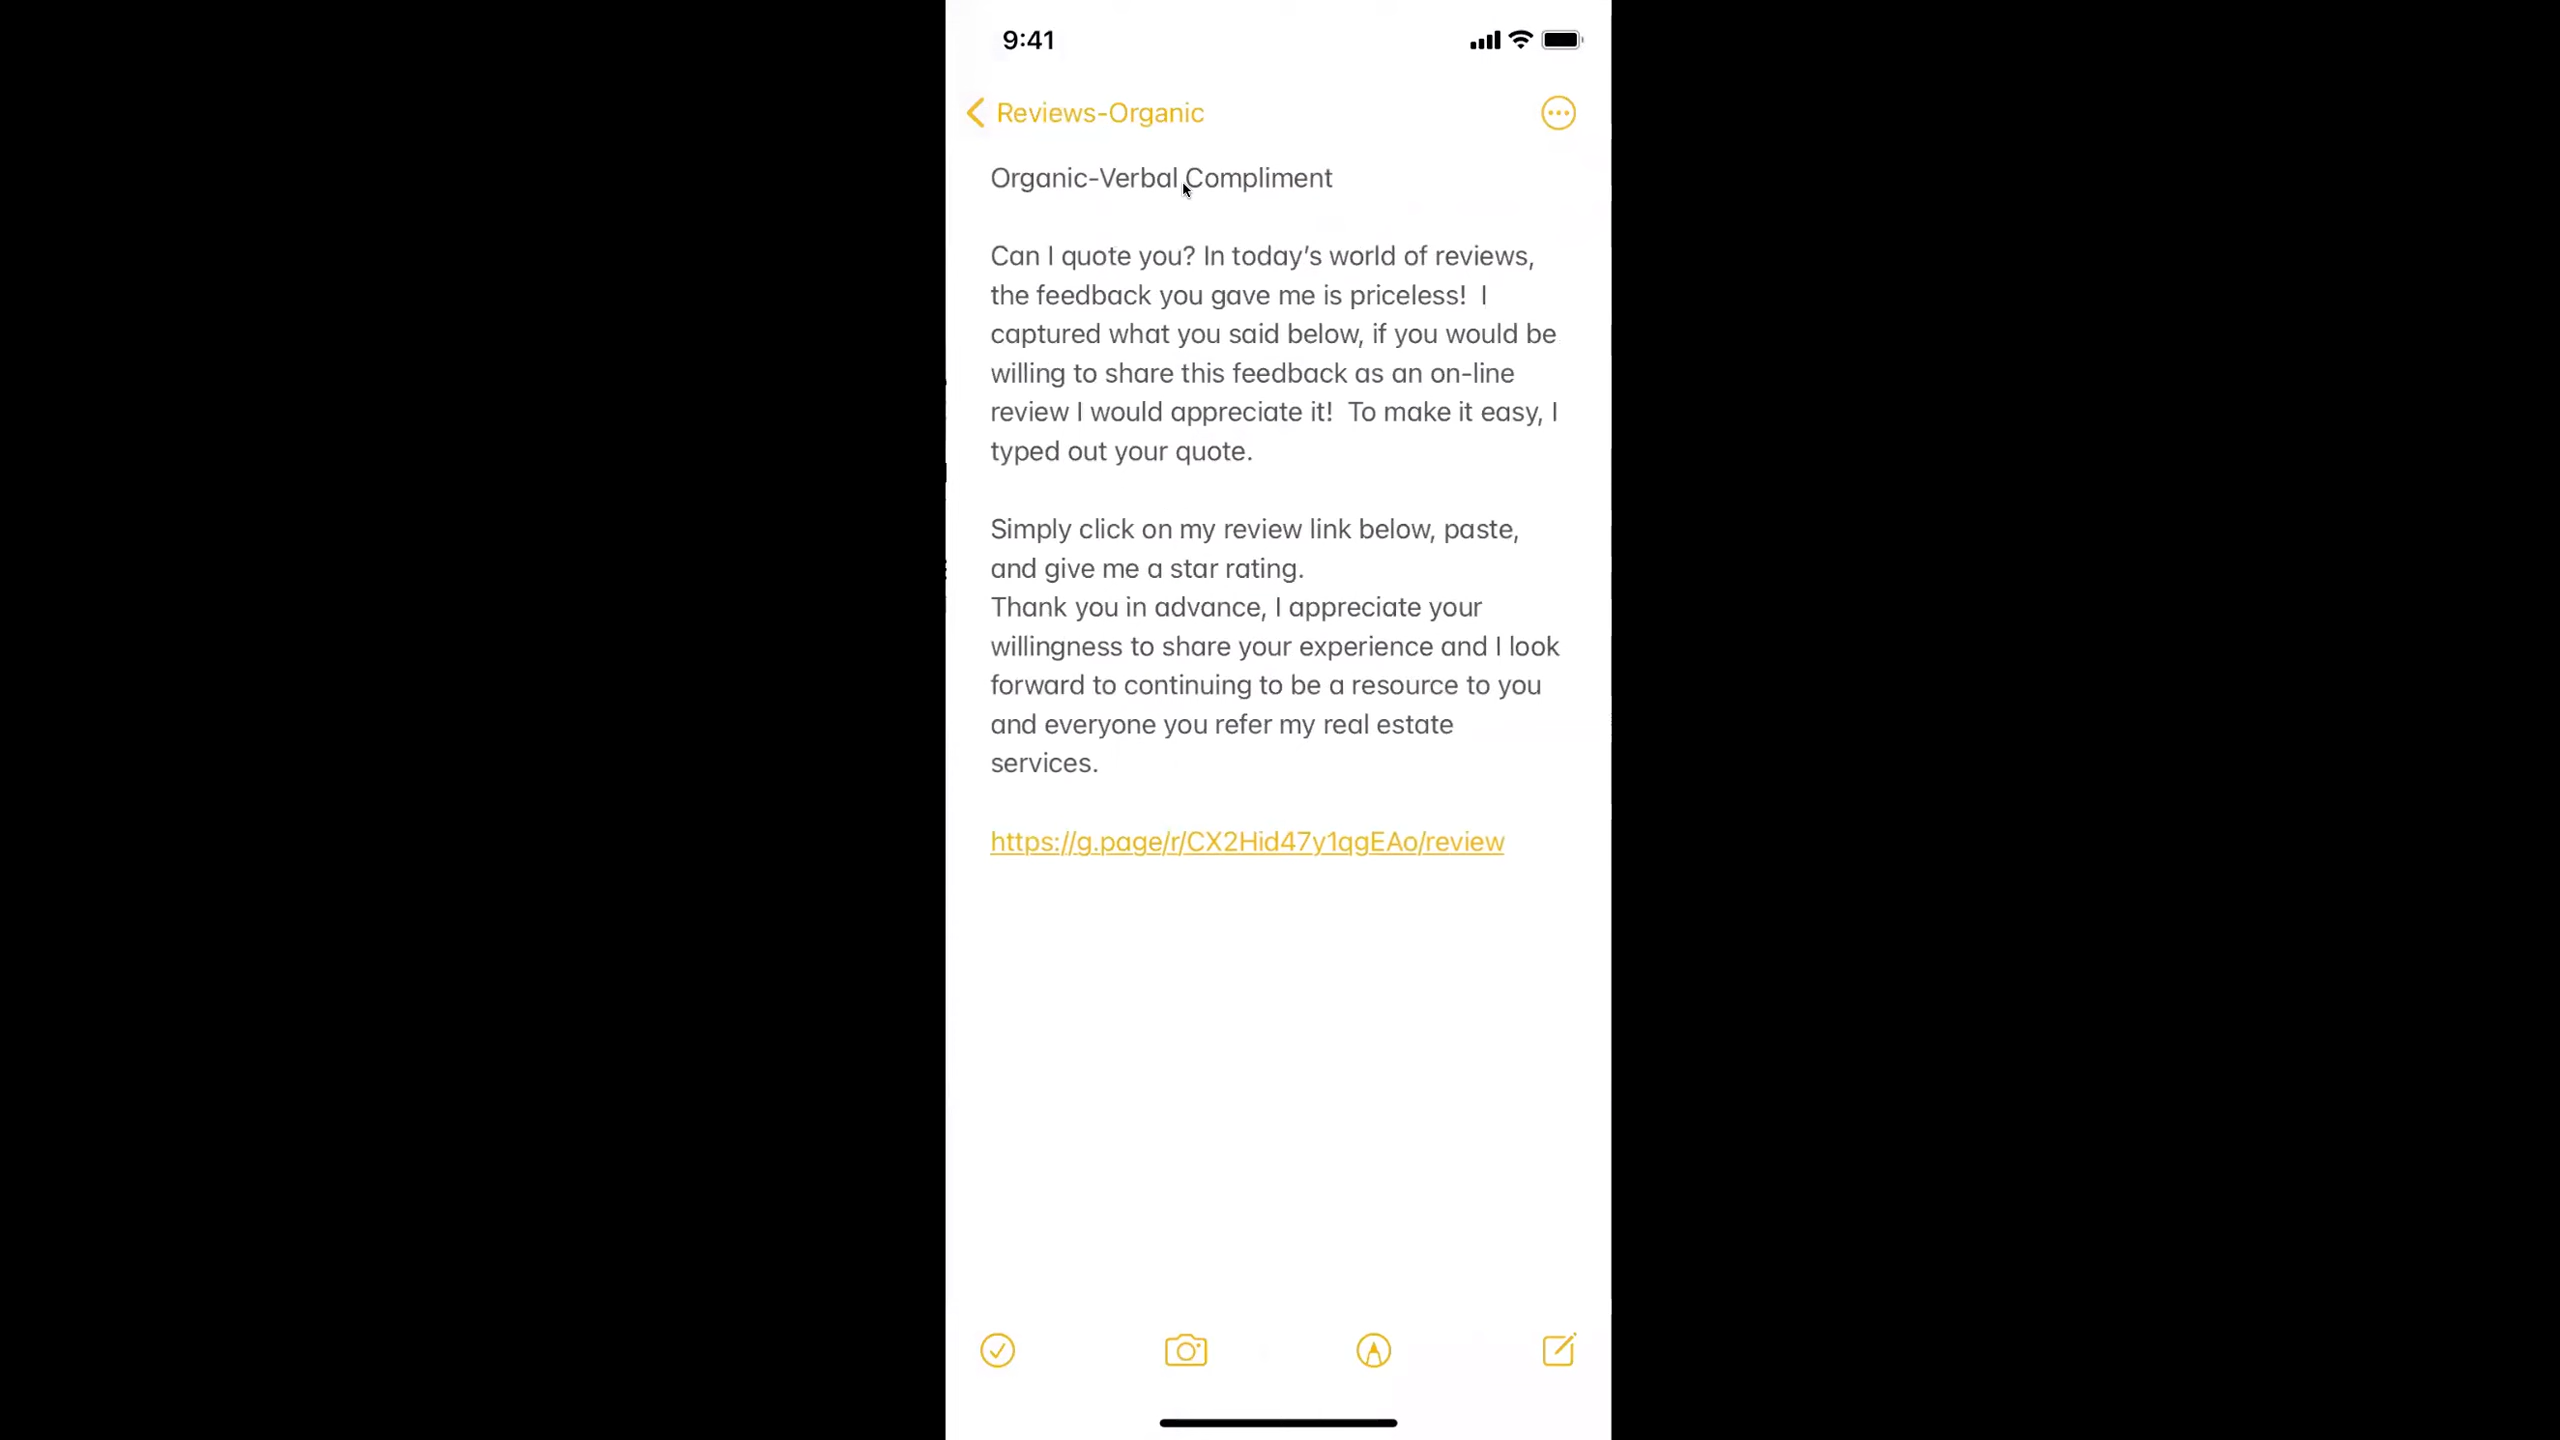 9:41
Reviews-Organic
Organic-Verbal Compliment
Can I quote you? In today’s world of reviews,
the feedback you gave me is priceless!  I
captured what you said below, if you would be
willing to share this feedback as an on-line
review I would appreciate it!  To make it easy, I
typed out your quote.
Simply click on my review link below, paste,
and give me a star rating.
Thank you in advance, I appreciate your
willingness to share your experience and I look
forward to continuing to be a resource to you
and everyone you refer my real estate
services.
https://g.page/r/CX2Hid47y1qgEAo/review